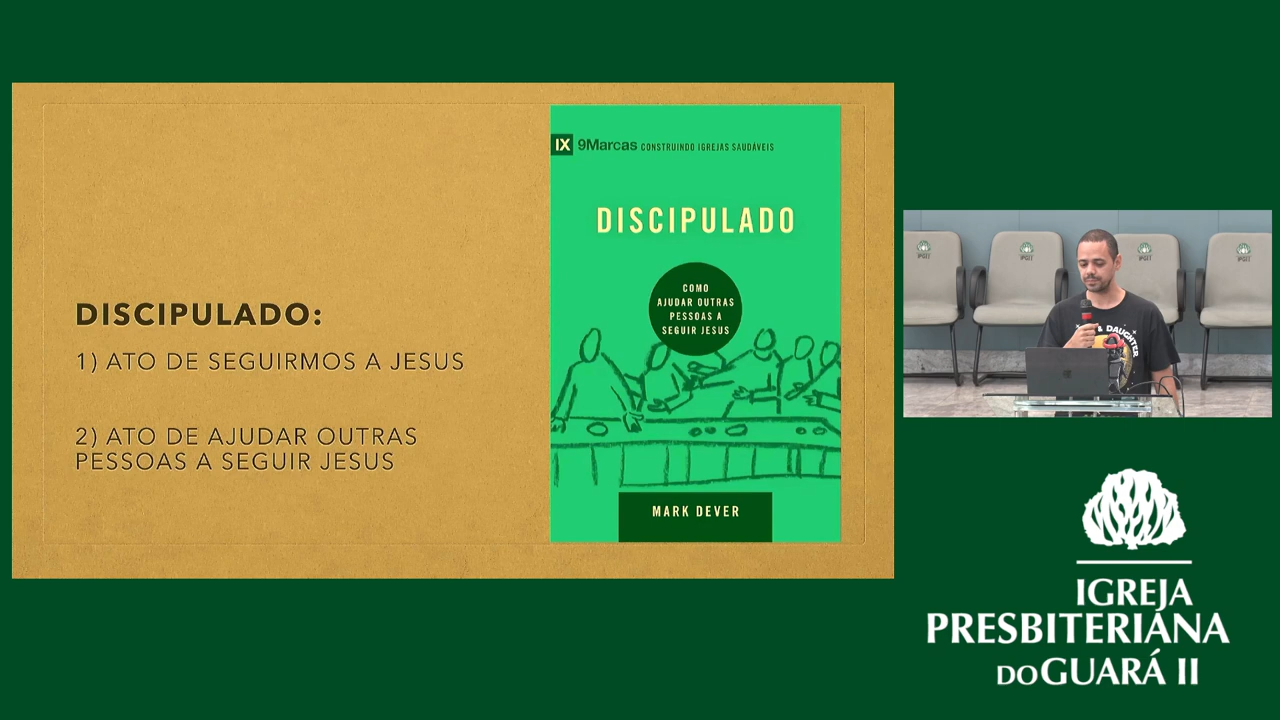 DISCIPULADO:
1) ATO DE SEGUIRMOS A JESUS
2) ATO DE AJUDAR OUTRAS
PESSOAS A SEGUIR JESUS
IX 9Marcas CONSTRUINDO IGREJAS SAUDÁVEIS
DISCIPULADO
COMO
AJUDAR OUTRAS
PESSOAS A
SEGUIR JESUS
MARK DEVER
& DAUGHTER
IGREJA
PRESBITERIANA
DO GUARÁ II